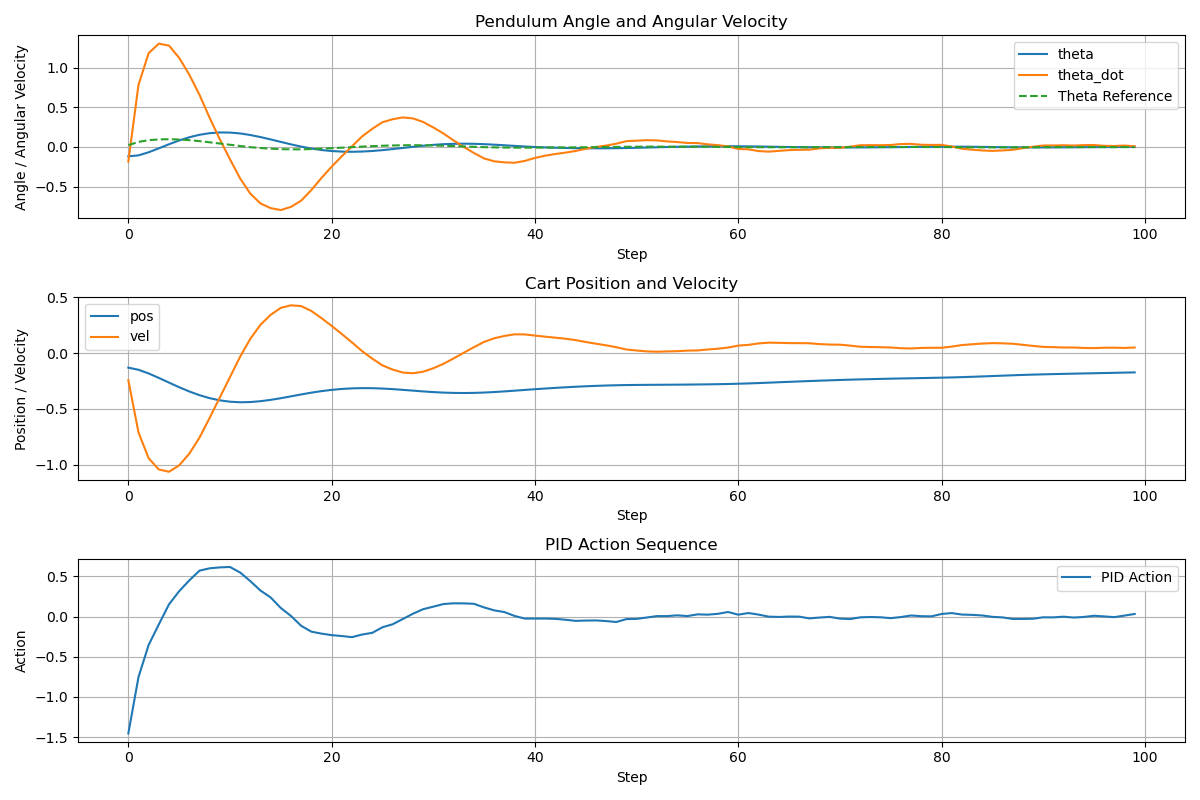 Pendulum Angle and Angular Velocity
Angle / Angular Velocity
1.0
0.5
0.0
−0.5
theta
theta_dot
Theta Reference
0 20 40 60 80 100
Step
Cart Position and Velocity
Position / Velocity
0.5
0.0
−0.5
−1.0
pos
vel
0 20 40 60 80 100
Step
PID Action Sequence
Action
0.5
0.0
−0.5
−1.0
−1.5
PID Action
0 20 40 60 80 100
Step